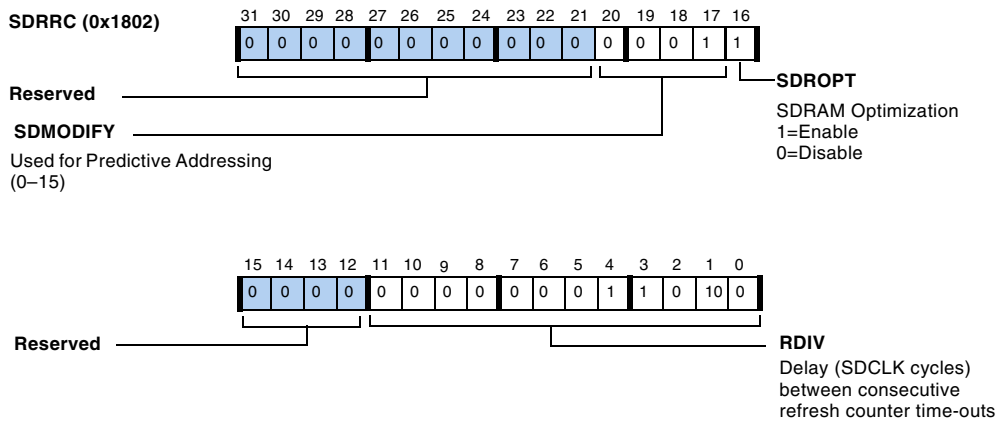 SDRRC (0x1802)
31 30 29 28 27 26 25 24 23 22 21 20 19 18 17 16
0 0 0 0 0 0 0 0 0 0 0 0 0 0 1 1
Reserved
SDMODIFY
Used for Predictive Addressing
(0–15)
SDROPT
SDRAM Optimization
1=Enable
0=Disable
15 14 13 12 11 10 9 8 7 6 5 4 3 2 1 0
0 0 0 0 0 0 0 0 0 0 0 1 1 0 10 0
Reserved
RDIV
Delay (SDCLK cycles)
between consecutive
refresh counter time-outs